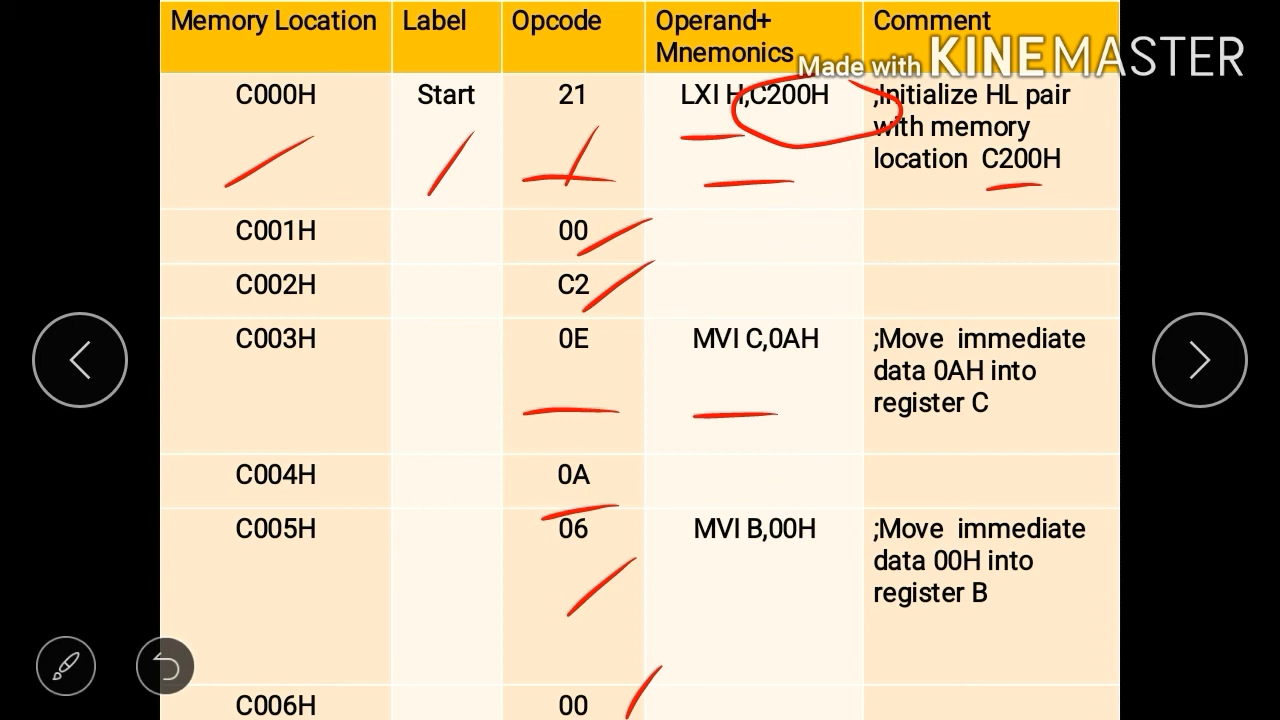 Memory Location Label Opcode Operand+ Mnemonics Comment
Made with KINEMASTER
C000H Start 21 LXI H,C200H ;Initialize HL pair
with memory
location C200H
C001H 00
C002H C2
C003H 0E MVI C,0AH ;Move immediate
data 0AH into
register C
C004H 0A
C005H 06 MVI B,00H ;Move immediate
data 00H into
register B
C006H 00